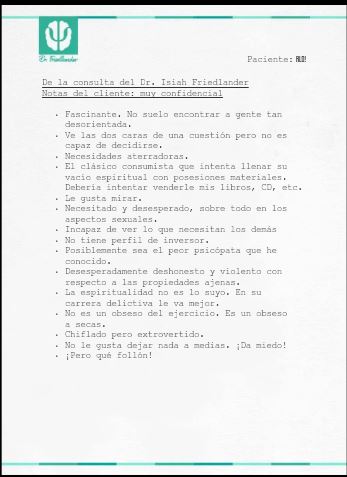 Dr. Friedlander
Paciente:
De la consulta del Dr. Isiah Friedlander
Notas del cliente: muy confidencial
· Fascinante. No suelo encontrar a gente tan
desorientada.
· Ve las dos caras de una cuestión pero no es
capaz de decidirse.
· Necesidades aterradoras.
· El clásico consumista que intenta llenar su
vacío espiritual con posesiones materiales.
Debería intentar venderle mis libros, CD, etc.
· Le gusta mirar.
· Necesitado y desesperado, sobre todo en los
aspectos sexuales.
· Incapaz de ver lo que necesitan los demás
· No tiene perfil de inversor.
· Posiblemente sea el peor psicópata que he
conocido.
· Desesperadamente deshonesto y violento con
respecto a las propiedades ajenas.
· La espiritualidad no es lo suyo. En su
carrera delictiva le va mejor.
· No es un obseso del ejercicio. Es un obseso
a secas.
· Chiflado pero extrovertido.
· No le gusta dejar nada a medias. ¡Da miedo!
· ¡Pero qué follón!